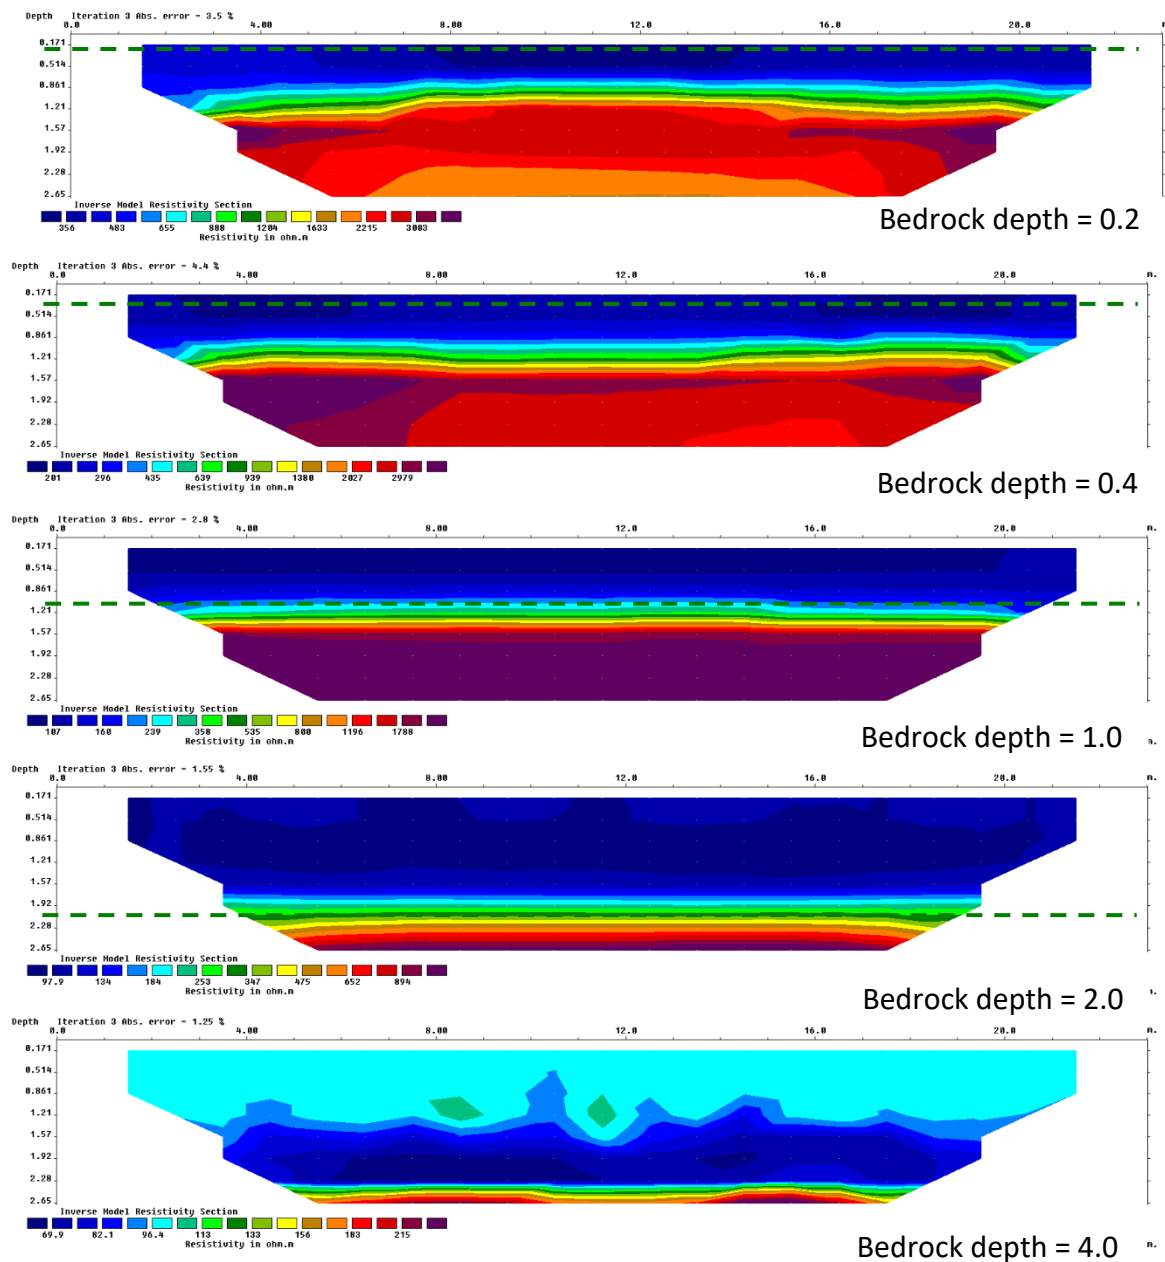 Depth Iteration 3 Abs. error - 3.5 %
0.0 4.00 8.00 12.0 16.0 20.0
0.171
0.514
0.861
1.21
1.57
1.92
2.28
2.65
Inverse Model Resistivity Section
356 483 655 888 1204 1633 2215 3003
Resistivity in ohm.m
Bedrock depth = 0.2
Depth Iteration 3 Abs. error - 4.4 %
0.0 4.00 8.00 12.0 16.0 20.0 m.
0.171
0.514
0.861
1.21
1.57
1.92
2.28
2.65
Inverse Model Resistivity Section
201 296 435 639 939 1380 2027 2979
Resistivity in ohm.m
Bedrock depth = 0.4
Depth Iteration 3 Abs. error - 2.8 %
0.0 4.00 8.00 12.0 16.0 20.0 m.
0.171
0.514
0.861
1.21
1.57
1.92
2.28
2.65
Inverse Model Resistivity Section
107 160 239 358 535 800 1196 1788
Resistivity in ohm.m
Bedrock depth = 1.0 m.
Depth Iteration 3 Abs. error - 1.55 %
0.0 4.00 8.00 12.0 16.0 20.0
0.171
0.514
0.861
1.21
1.57
1.92
2.28
2.65
Inverse Model Resistivity Section
97.9 134 184 253 347 475 652 894
Resistivity in ohm.m
Bedrock depth = 2.0
Depth Iteration 3 Abs. error - 1.25 %
0.0 4.00 8.00 12.0 16.0 20.0
0.171
0.514
0.861
1.21
1.57
1.92
2.28
2.65
Inverse Model Resistivity Section
69.9 82.1 96.4 113 133 156 183 215
Resistivity in ohm.m
Bedrock depth = 4.0 m.